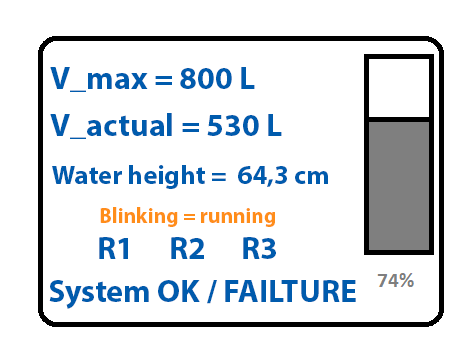 V_max = 800 L
V_actual = 530 L
Water height = 64,3 cm
Blinking = running
R1 R2 R3
System OK / FAILTURE
74%